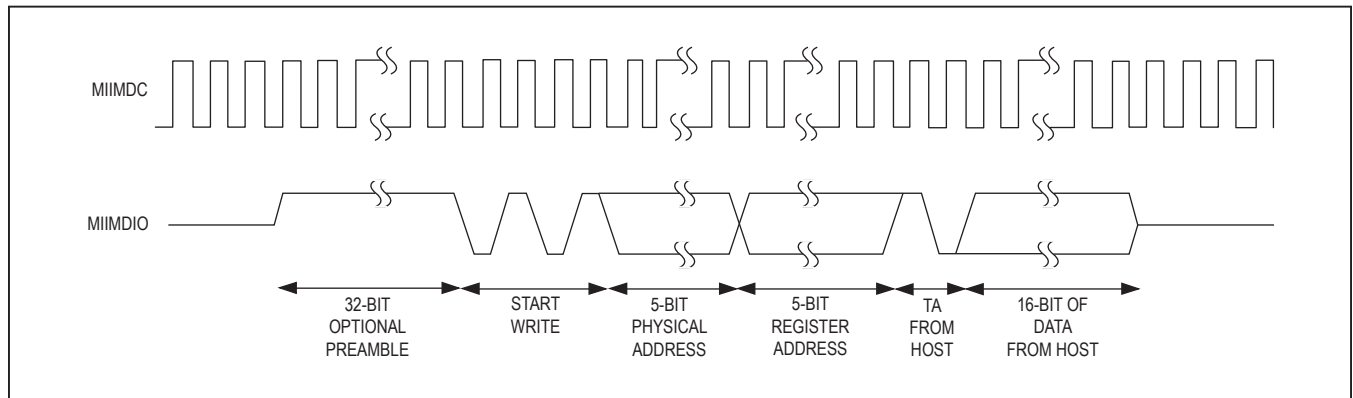 MIIMDC
MIIMDIO
32-BIT
OPTIONAL
PREAMBLE
START
WRITE
5-BIT
PHYSICAL
ADDRESS
5-BIT
REGISTER
ADDRESS
TA
FROM
HOST
16-BIT OF
DATA
FROM HOST